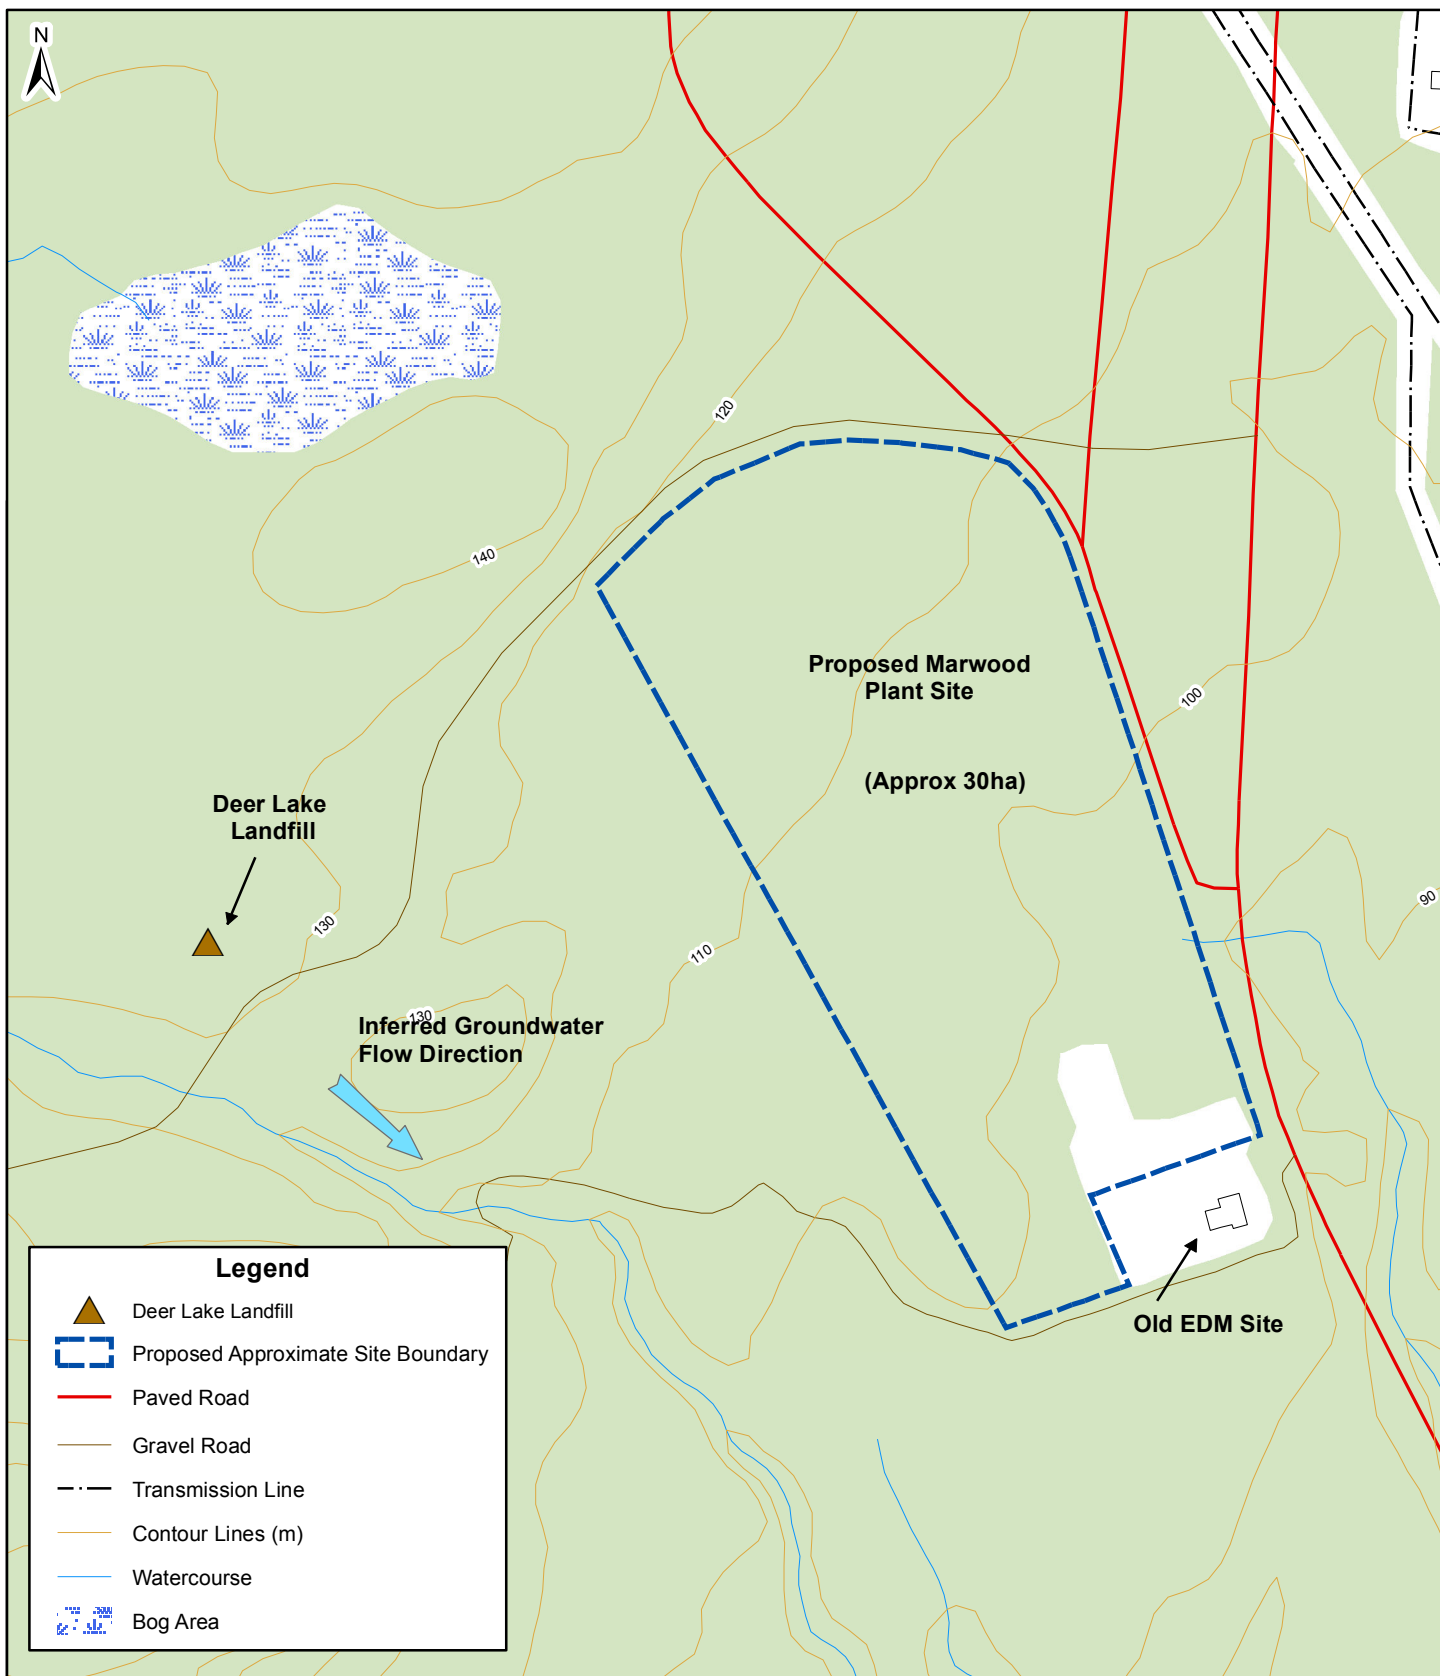 N
120
140
Proposed Marwood
Plant Site
100
(Approx 30ha)
Deer Lake
Landfill
90
130
110
130
Inferred Groundwater
Flow Direction
Old EDM Site
Legend
Deer Lake Landfill
Proposed Approximate Site Boundary
Paved Road
Gravel Road
Transmission Line
Contour Lines (m)
Watercourse
Bog Area